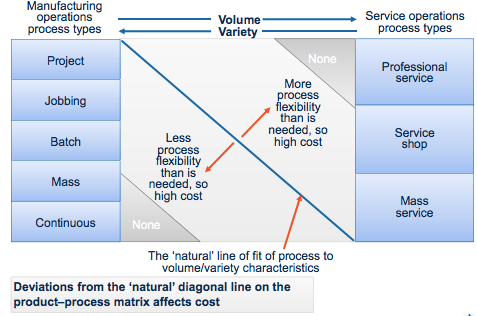 Manufacturing
operations
process types
Volume
Variety
Service operations
process types
Project
Jobbing
Batch
Mass
Continuous
None
Less
process
flexibility
than is
needed, so
high cost
More
process
flexibility
than is
needed, so
high cost
None
Professional
service
Service
shop
Mass
service
The ‘natural’ line of fit of process to
volume/variety characteristics
Deviations from the ‘natural’ diagonal line on the
product–process matrix affects cost